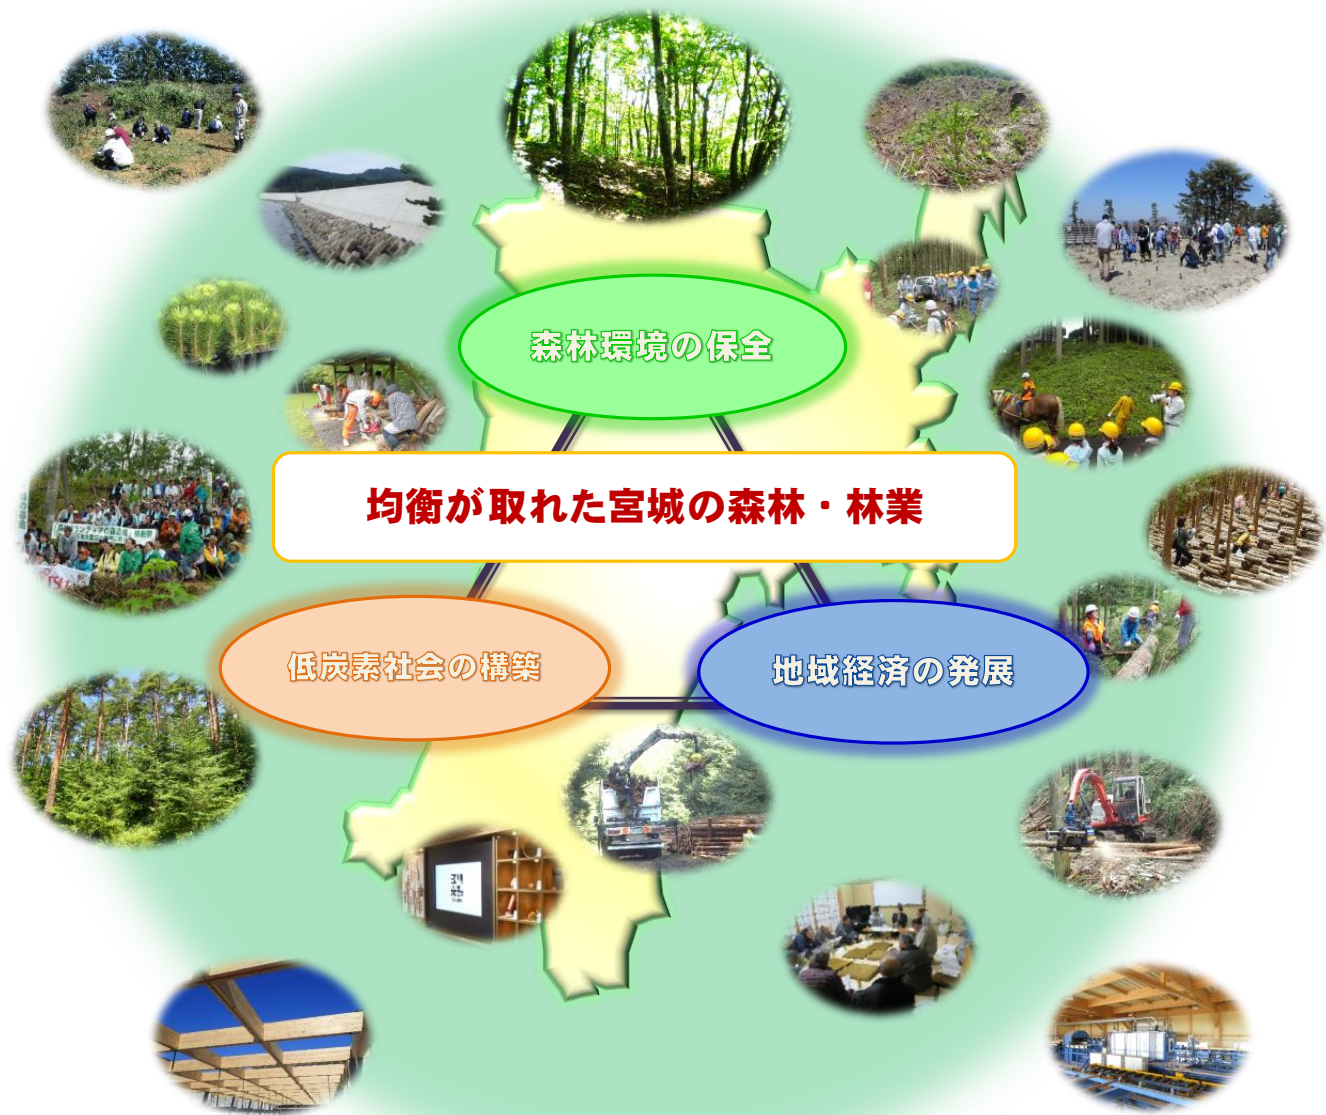 森林環境の保全
均衡が取れた宮城の森林・林業
低炭素社会の構築
地域経済の発展